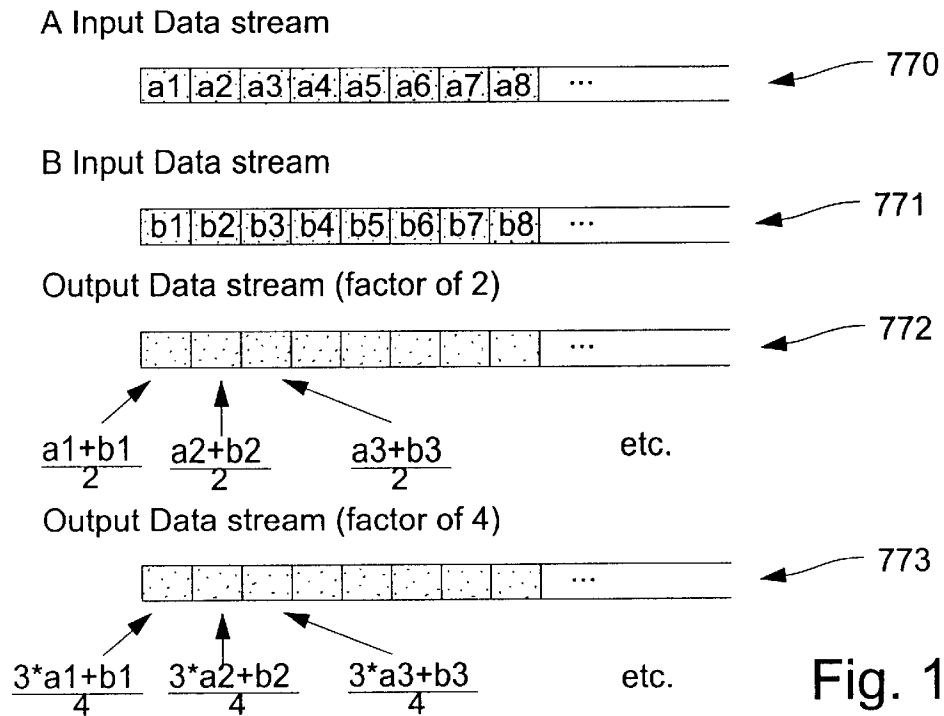 A Input Data stream
a1 a2 a3 a4 a5 a6 a7 a8 ... 770
B Input Data stream
b1 b2 b3 b4 b5 b6 b7 b8 ... 771
Output Data stream (factor of 2)
... 772
a1+b1 a2+b2 a3+b3 etc.
2 2 2
Output Data stream (factor of 4)
... 773
3*a1+b1 3*a2+b2 3*a3+b3 etc.
4 4 4
Fig. 1